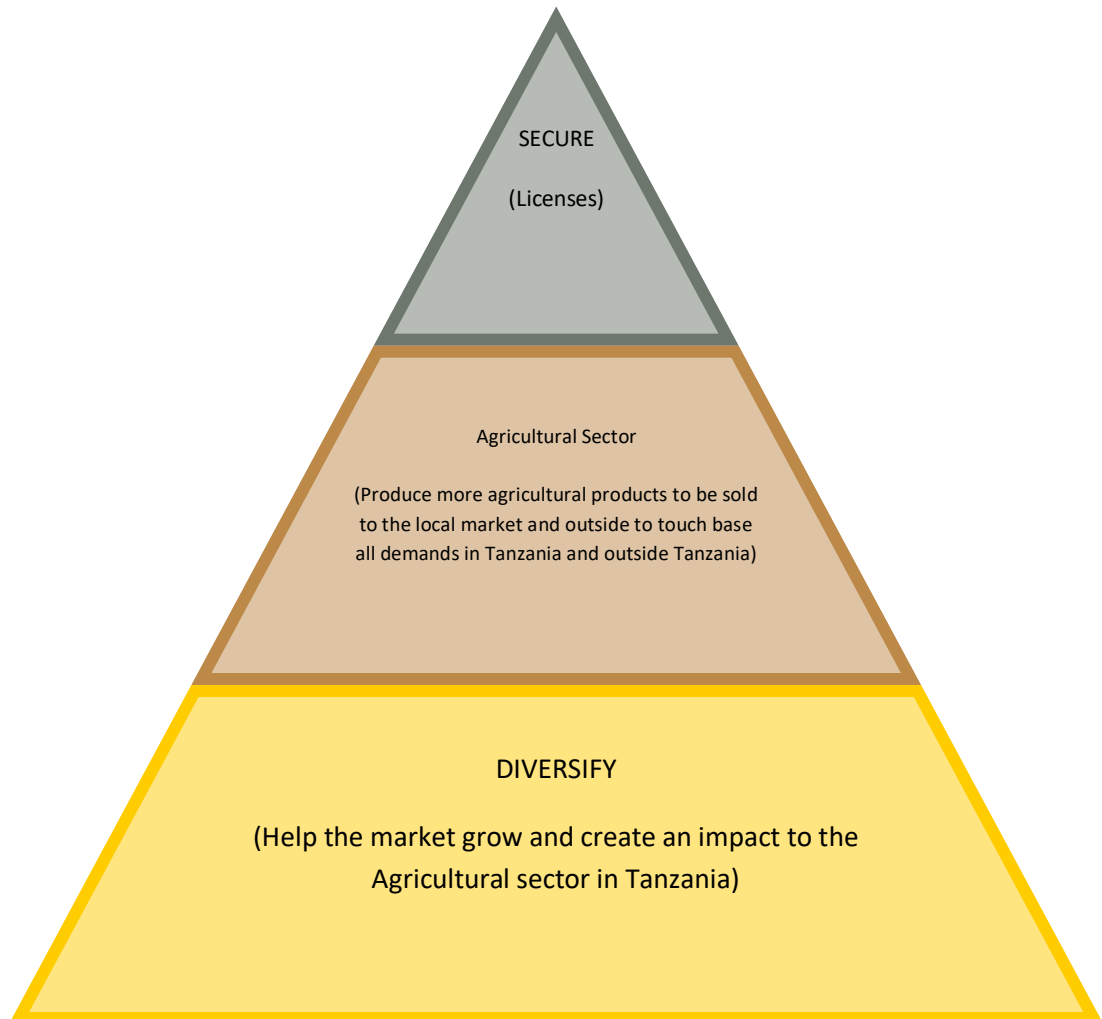 SECURE
(Licenses)
Agricultural Sector
(Produce more agricultural products to be sold
to the local market and outside to touch base
all demands in Tanzania and outside Tanzania)
DIVERSIFY
(Help the market grow and create an impact to the
Agricultural sector in Tanzania)